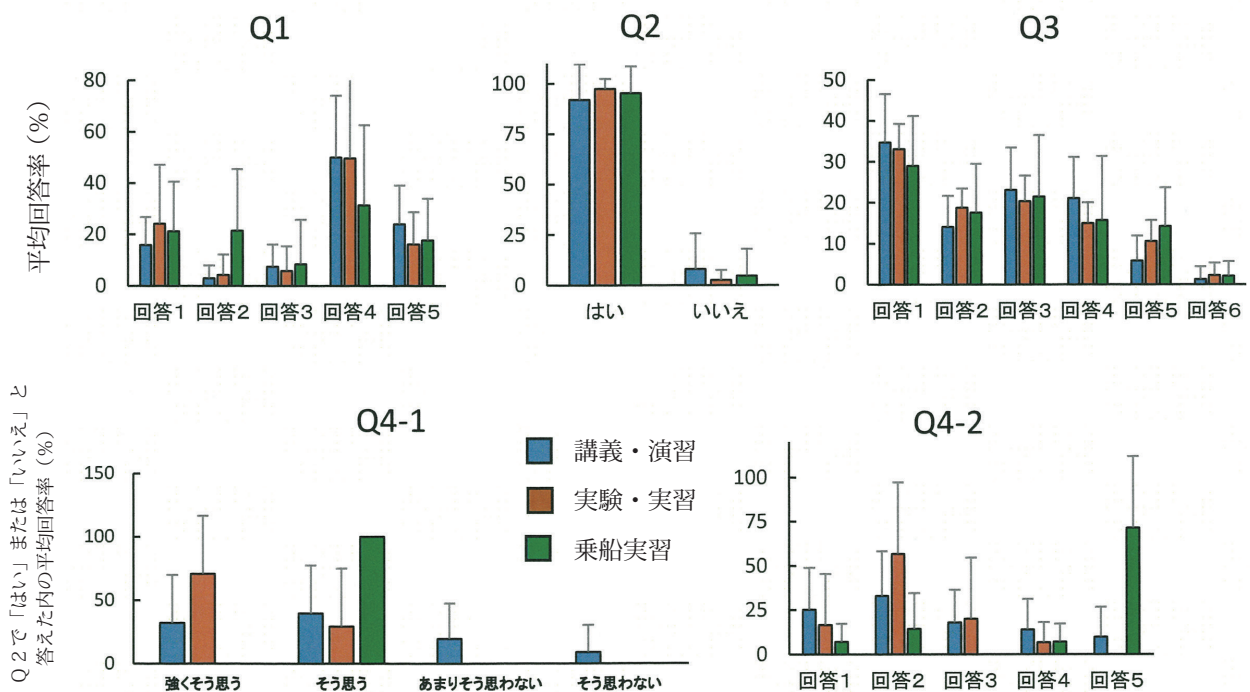 Q1
平均回答率（%）
80
60
40
20
0
回答1 回答2 回答3 回答4 回答5
Q2
100
75
50
25
0
はい いいえ
Q3
50
40
30
20
10
0
回答1 回答2 回答3 回答4 回答5 回答6
Q4-1
Q２で「はい」または「いいえ」と
答えた内の平均回答率（%）
150
100
50
0
強くそう思う そう思う あまりそう思わない そう思わない
講義・演習
実験・実習
乗船実習
Q4-2
100
75
50
25
0
回答1 回答2 回答3 回答4 回答5